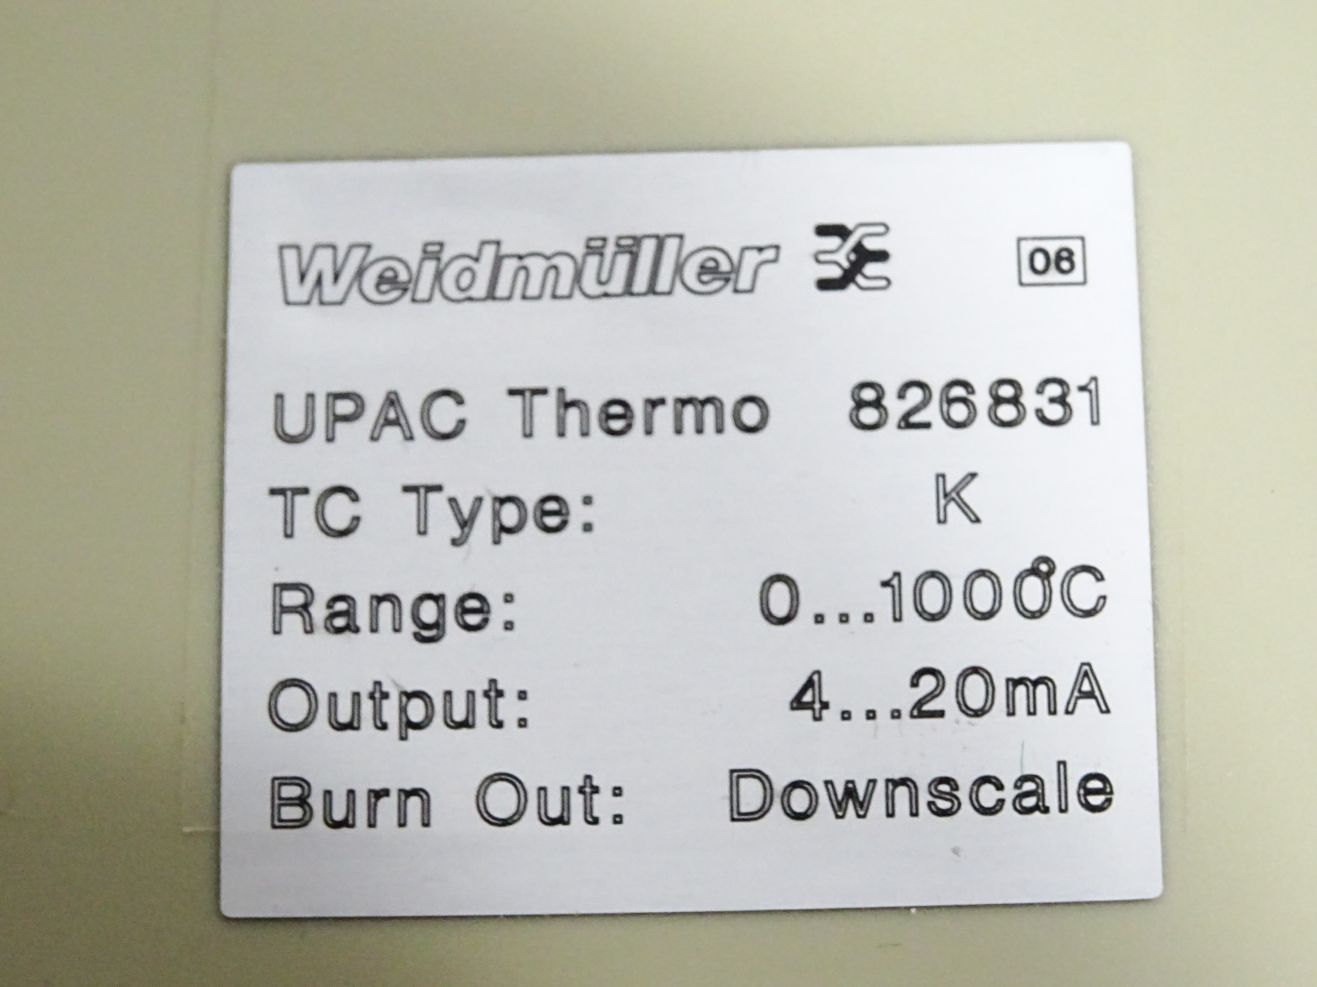 Weidmüller 06
UPAC Thermo 826831
TC Type: K
Range: 0...1000°C
Output: 4...20mA
Burn Out: Downscale